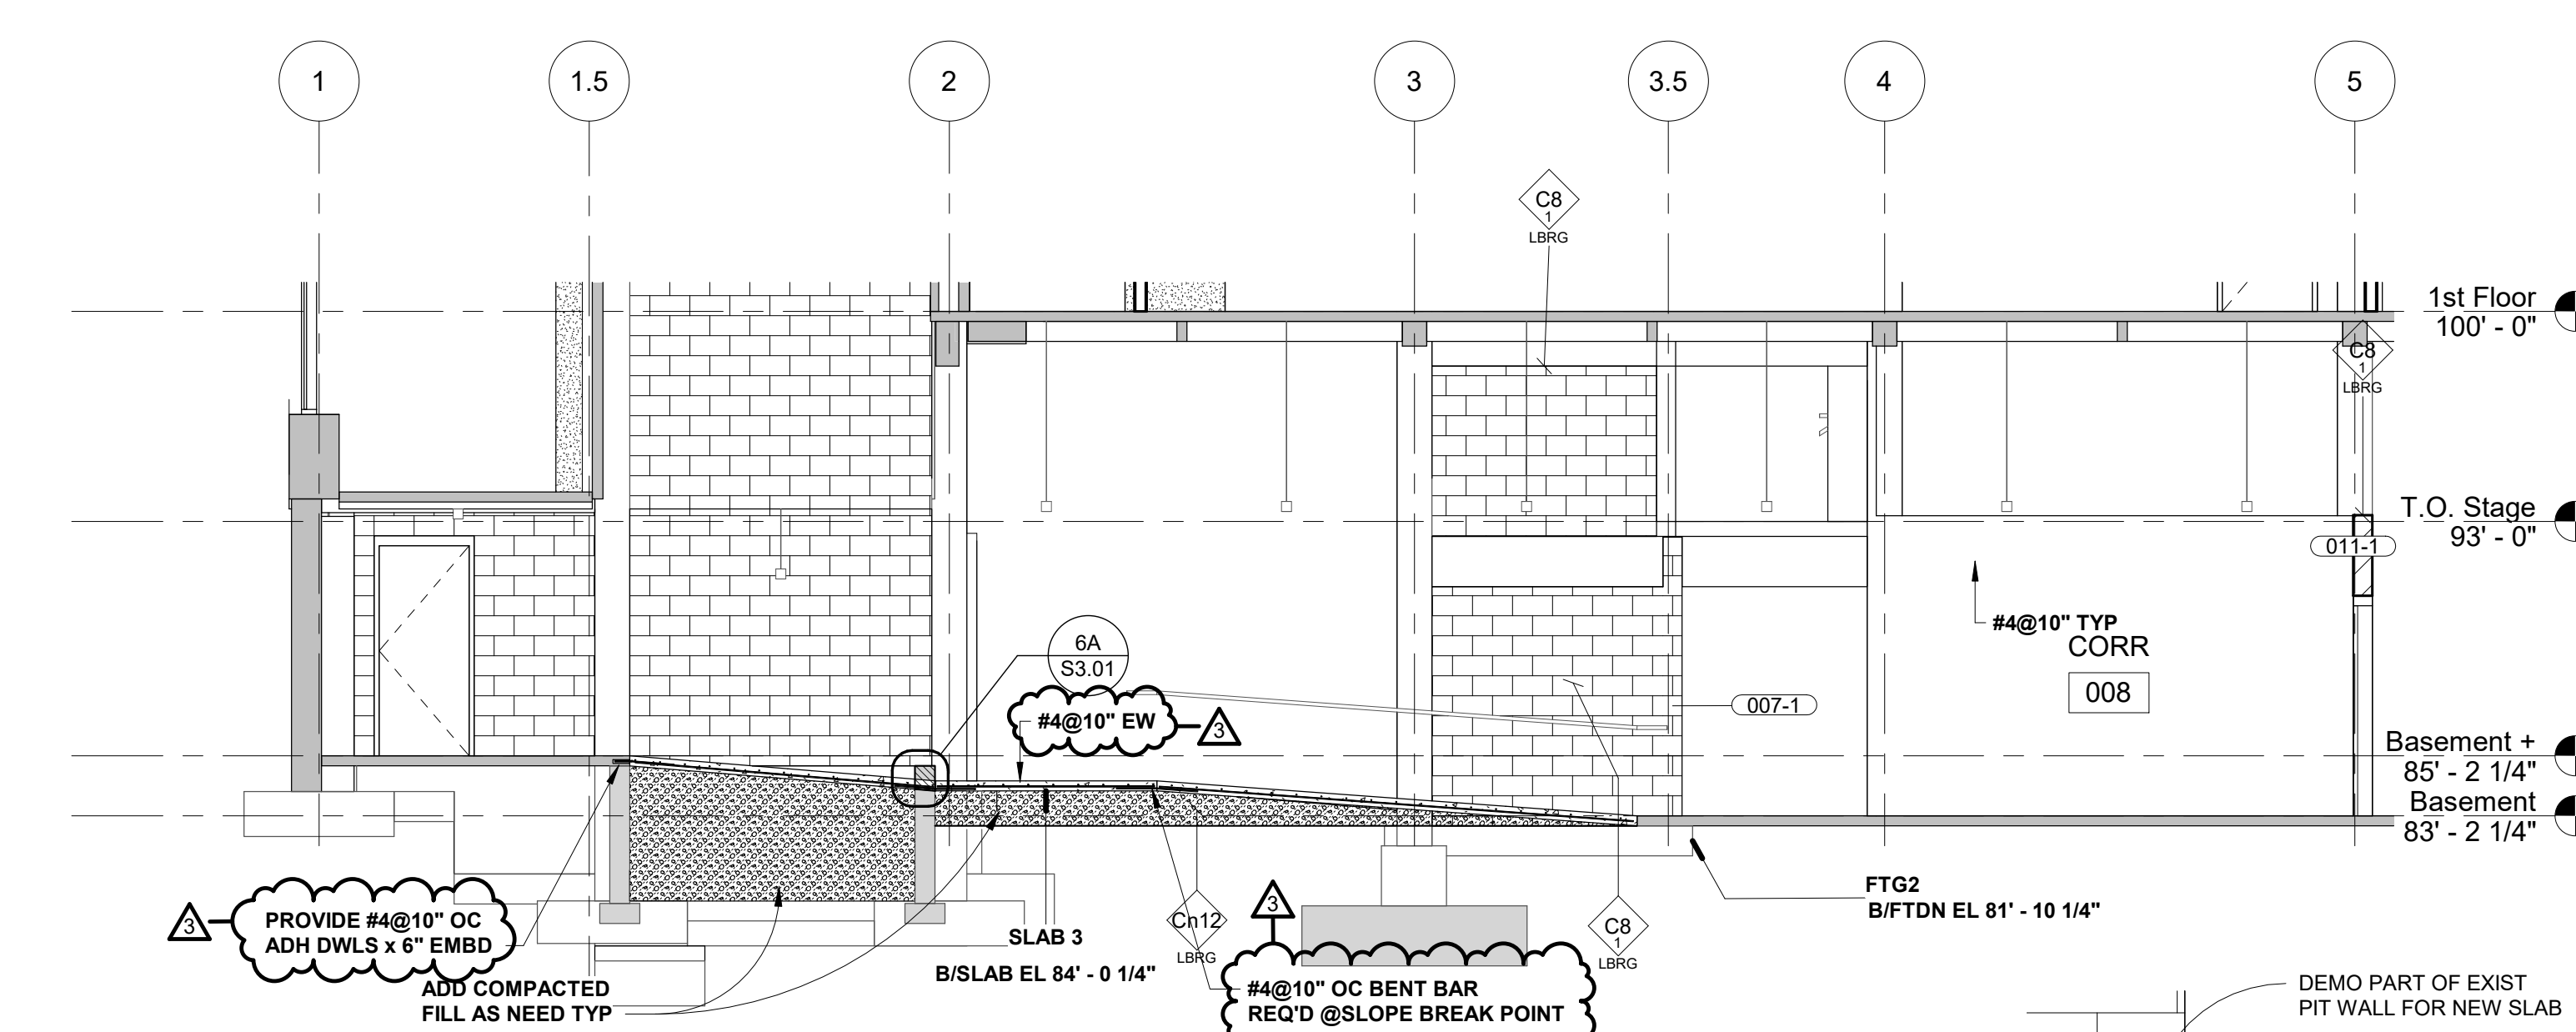 1
1.5
2
3
3.5
4
5
C8
1
LBRG
1st Floor
100' - 0"
C8
1
LBRG
T.O. Stage
93' - 0"
011-1
#4@10" TYP
CORR
008
6A
S3.01
#4@10" EW
3
007-1
Basement +
85' - 2 1/4"
Basement
83' - 2 1/4"
3
PROVIDE #4@10" OC
ADH DWLS x 6" EMBD
ADD COMPACTED
FILL AS NEED TYP
SLAB 3
B/SLAB EL 84' - 0 1/4"
Cn12
LBRG
3
#4@10" OC BENT BAR
REQ'D @SLOPE BREAK POINT
C8
1
LBRG
FTG2
B/FTDN EL 81' - 10 1/4"
DEMO PART OF EXIST
PIT WALL FOR NEW SLAB